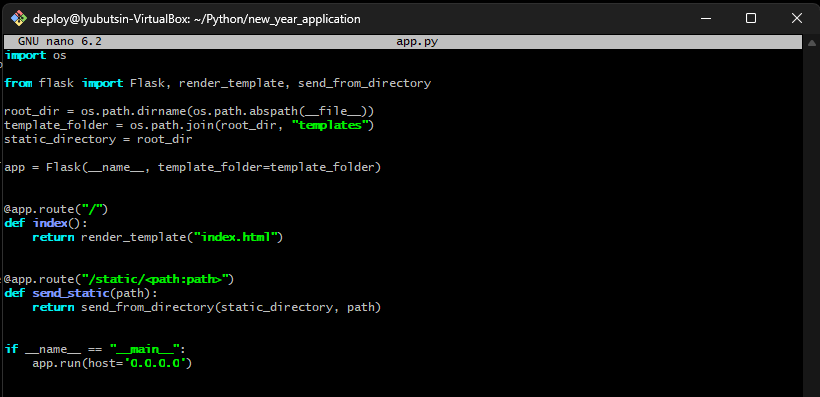 deploy@lyubutsin-VirtualBox: ~/Python/new_year_application
GNU nano 6.2 app.py
import os
from flask import Flask, render_template, send_from_directory
root_dir = os.path.dirname(os.path.abspath(__file__))
template_folder = os.path.join(root_dir, "templates")
static_directory = root_dir
app = Flask(__name__, template_folder=template_folder)
@app.route("/")
def index():
    return render_template("index.html")
@app.route("/static/<path:path>")
def send_static(path):
    return send_from_directory(static_directory, path)
if __name__ == "__main__":
    app.run(host='0.0.0.0')